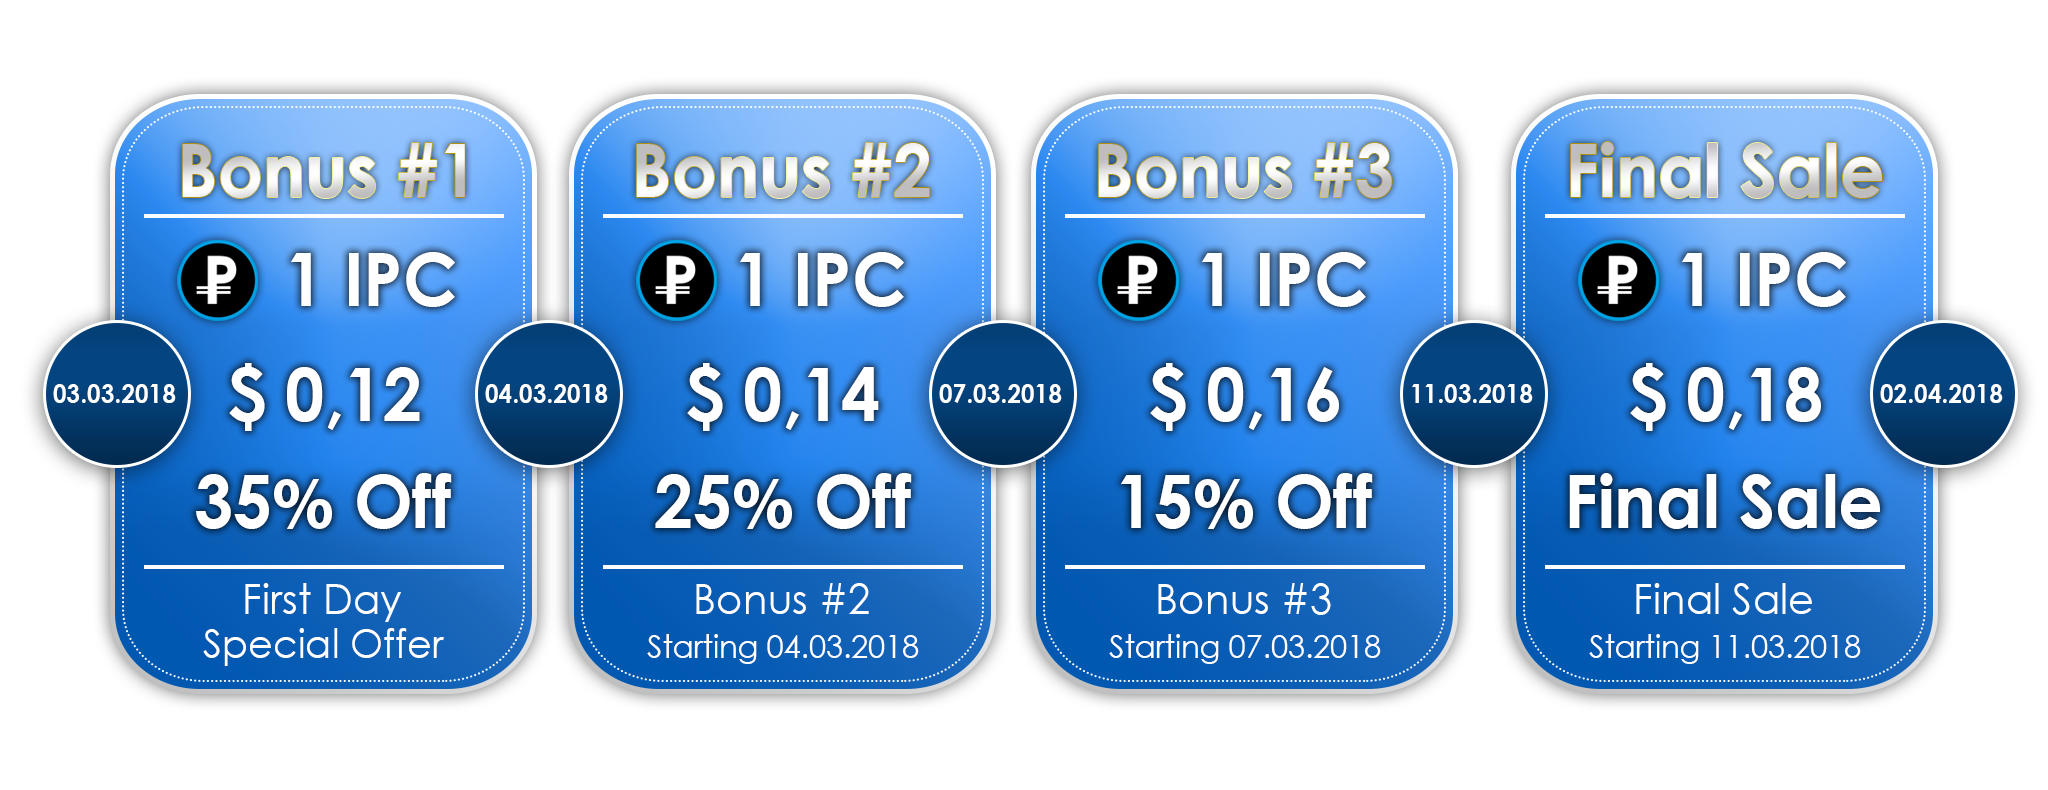 Bonus #1
1 IPC
$ 0,12
35% Off
First Day
Special Offer
Bonus #2
1 IPC
$ 0,14
25% Off
Bonus #2
Starting 04.03.2018
Bonus #3
1 IPC
$ 0,16
15% Off
Bonus #3
Starting 07.03.2018
Final Sale
1 IPC
$ 0,18
Final Sale
Final Sale
Starting 11.03.2018
03.03.2018
04.03.2018
07.03.2018
11.03.2018
02.04.2018